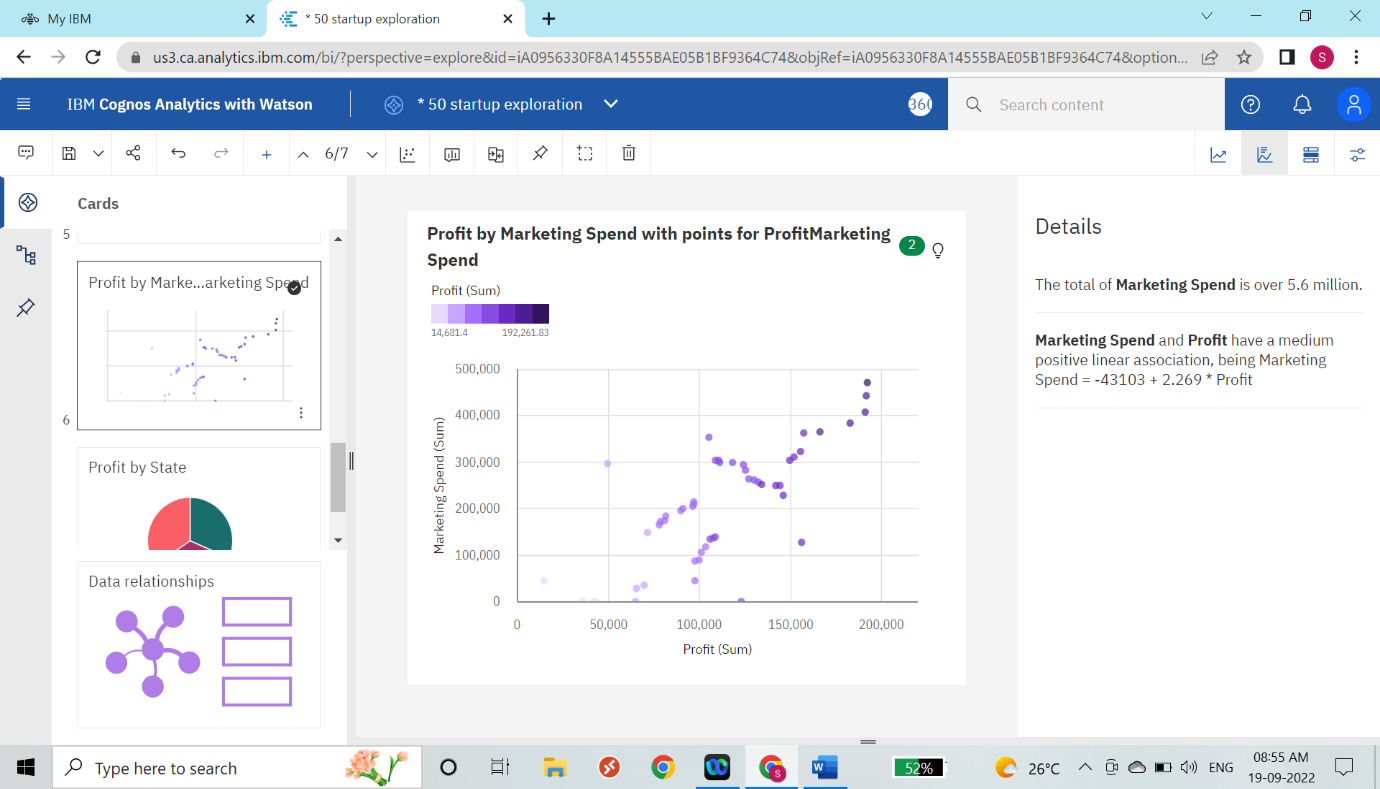 My IBM
* 50 startup exploration
us3.ca.analytics.ibm.com/bi/?perspective=explore&id=iA0956330F8A14555BAE05B1BF9364C74&objRef=iA0956330F8A14555BAE05B1BF9364C74&option...
S
IBM Cognos Analytics with Watson
* 50 startup exploration
360
Search content
6/7
Cards
5
Profit by Marke...arketing Spend
6
Profit by State
Data relationships
Profit by Marketing Spend with points for ProfitMarketing
Spend
2
Profit (Sum)
14,681.4 192,261.83
500,000
400,000
300,000
200,000
100,000
0
Marketing Spend (Sum)
0 50,000 100,000 150,000 200,000
Profit (Sum)
Details
The total of Marketing Spend is over 5.6 million.
Marketing Spend and Profit have a medium
positive linear association, being Marketing
Spend = -43103 + 2.269 * Profit
Type here to search
S
W
52%
26°C
ENG
08:55 AM
19-09-2022